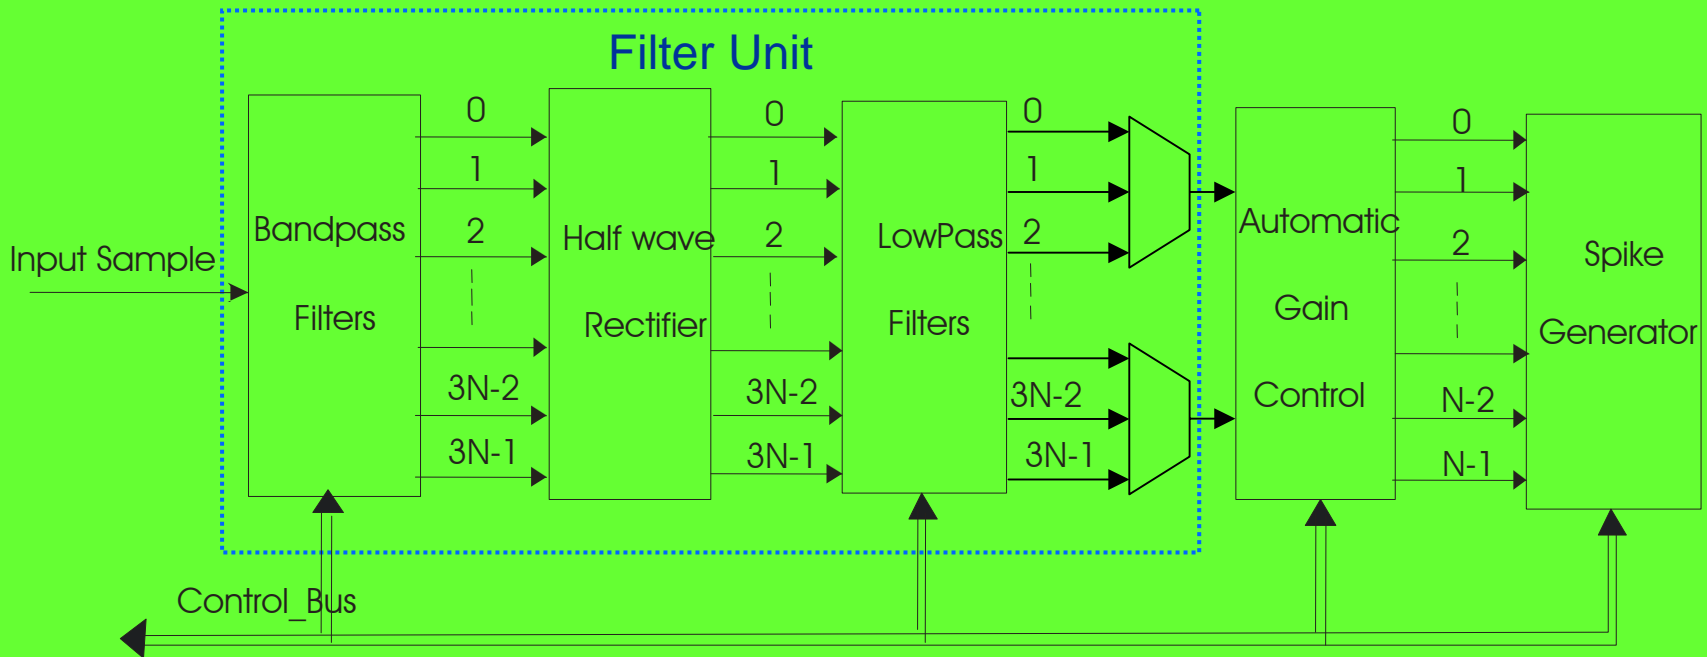 Filter Unit
Input Sample
Bandpass
Filters
0
1
2
3N-2
3N-1
Half wave
Rectifier
0
1
2
3N-2
3N-1
LowPass
Filters
0
1
2
3N-2
3N-1
Automatic
Gain
Control
0
1
2
N-2
N-1
Spike
Generator
Control_Bus